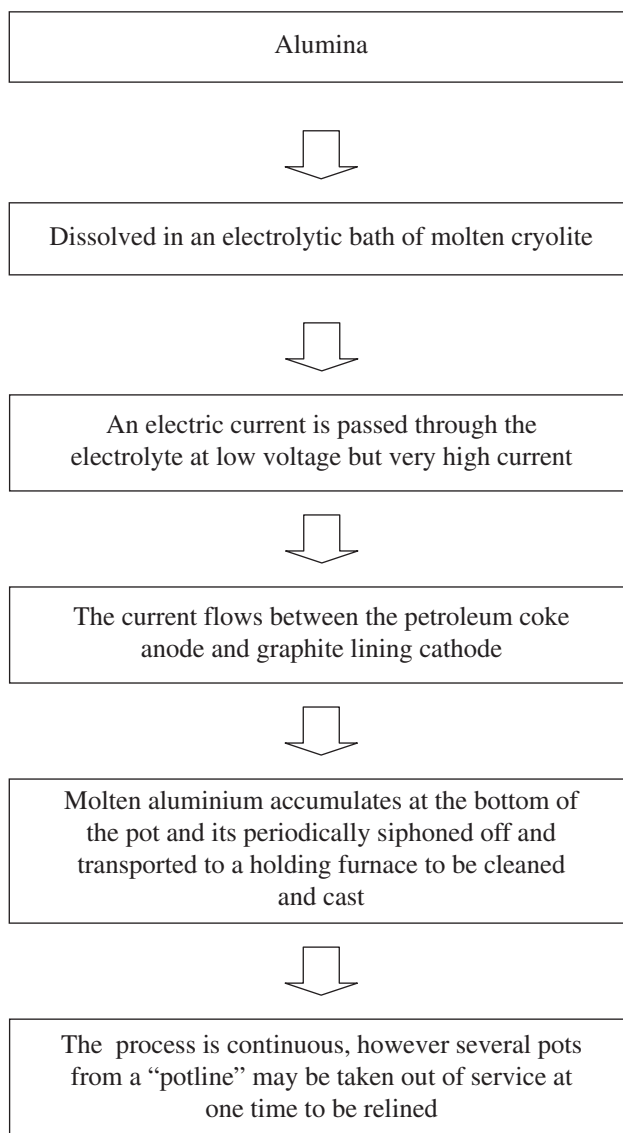 Alumina
Dissolved in an electrolytic bath of molten cryolite
An electric current is passed through the
electrolyte at low voltage but very high current
The current flows between the petroleum coke
anode and graphite lining cathode
Molten aluminium accumulates at the bottom of
the pot and its periodically siphoned off and
transported to a holding furnace to be cleaned
and cast
The process is continuous, however several pots
from a “potline” may be taken out of service at
one time to be relined